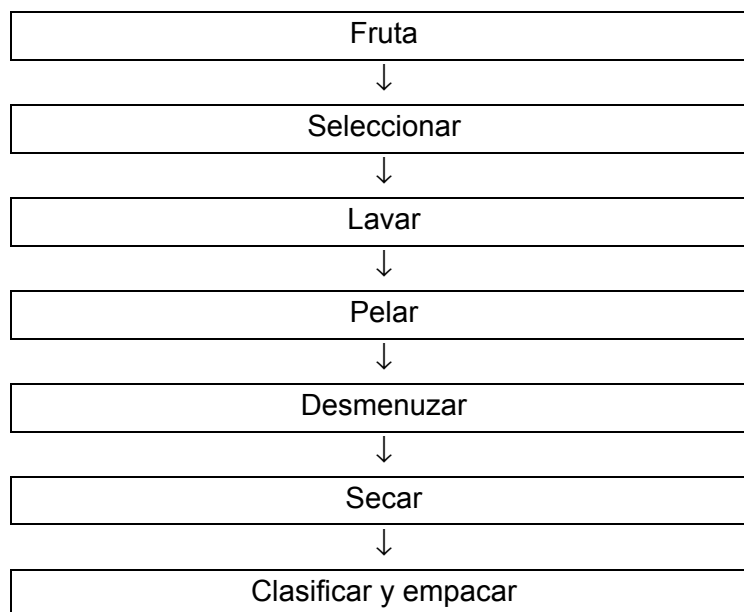 Fruta
↓
Seleccionar
↓
Lavar
↓
Pelar
↓
Desmenuzar
↓
Secar
↓
Clasificar y empacar